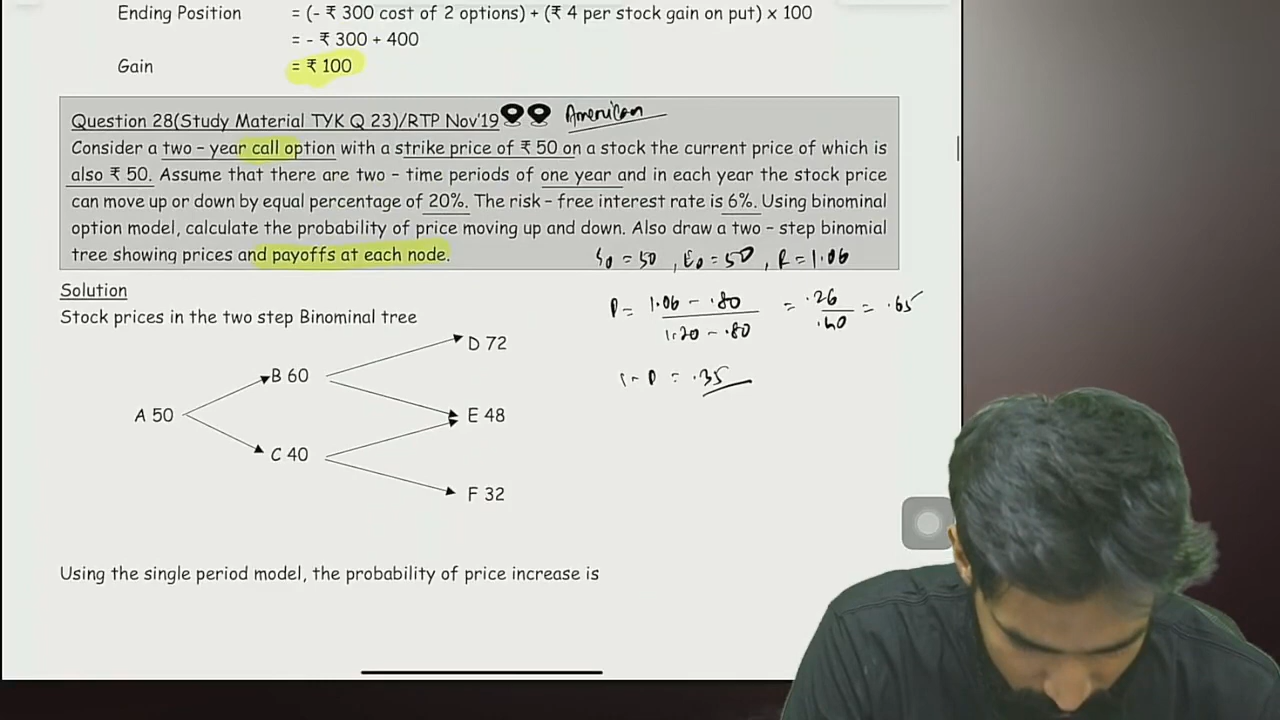 Ending Position = (- ₹ 300 cost of 2 options) + (₹ 4 per stock gain on put) x 100
= - ₹ 300 + 400
Gain = ₹ 100
Question 28(Study Material TYK Q 23)/RTP Nov'19 American
Consider a two - year call option with a strike price of ₹ 50 on a stock the current price of which is
also ₹ 50. Assume that there are two - time periods of one year and in each year the stock price
can move up or down by equal percentage of 20%. The risk - free interest rate is 6%. Using binominal
option model, calculate the probability of price moving up and down. Also draw a two - step binomial
tree showing prices and payoffs at each node.
S₀ = 50, E₀ = 50, R = 1.06
Solution
P = 1.06 - .80 / 1.20 - .80 = .26 / .40 = .65
Stock prices in the two step Binominal tree
D 72
B 60
1 - P = .35
A 50
E 48
C 40
F 32
Using the single period model, the probability of price increase is